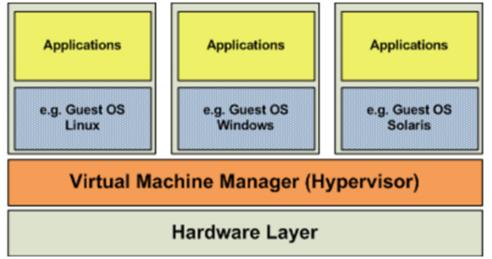 Applications
Applications
Applications
e.g. Guest OS
Linux
e.g. Guest OS
Windows
e.g. Guest OS
Solaris
Virtual Machine Manager (Hypervisor)
Hardware Layer